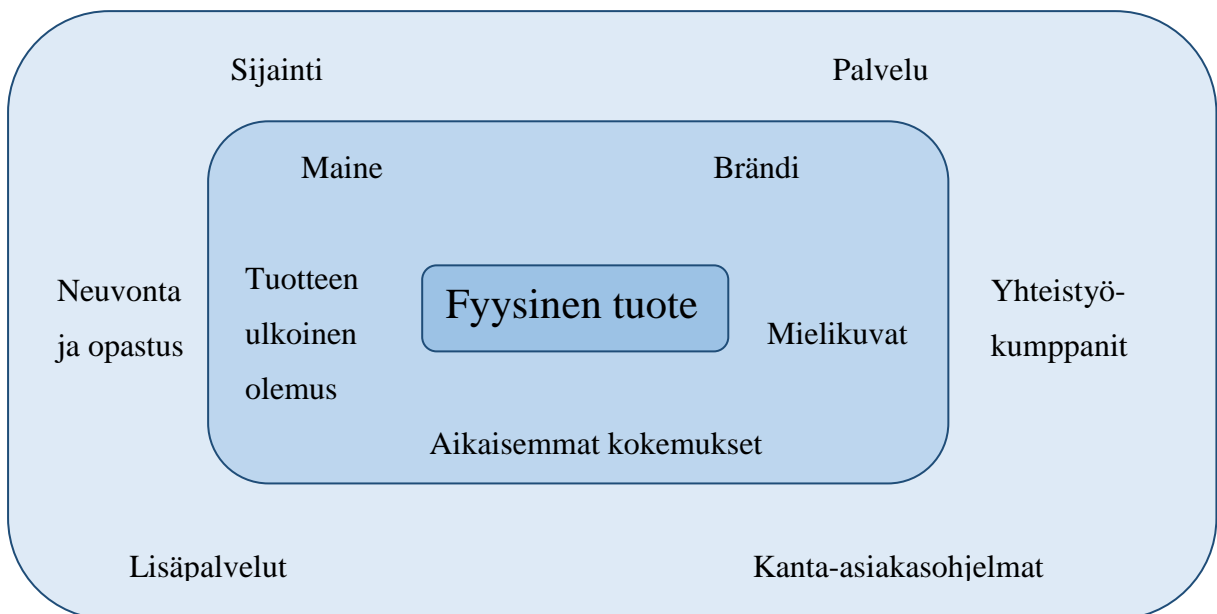 Sijainti
Palvelu
Maine
Brändi
Neuvonta
ja opastus
Tuotteen
ulkoinen
olemus
Fyysinen tuote
Mielikuvat
Yhteistyö-
kumppanit
Aikaisemmat kokemukset
Lisäpalvelut
Kanta-asiakasohjelmat